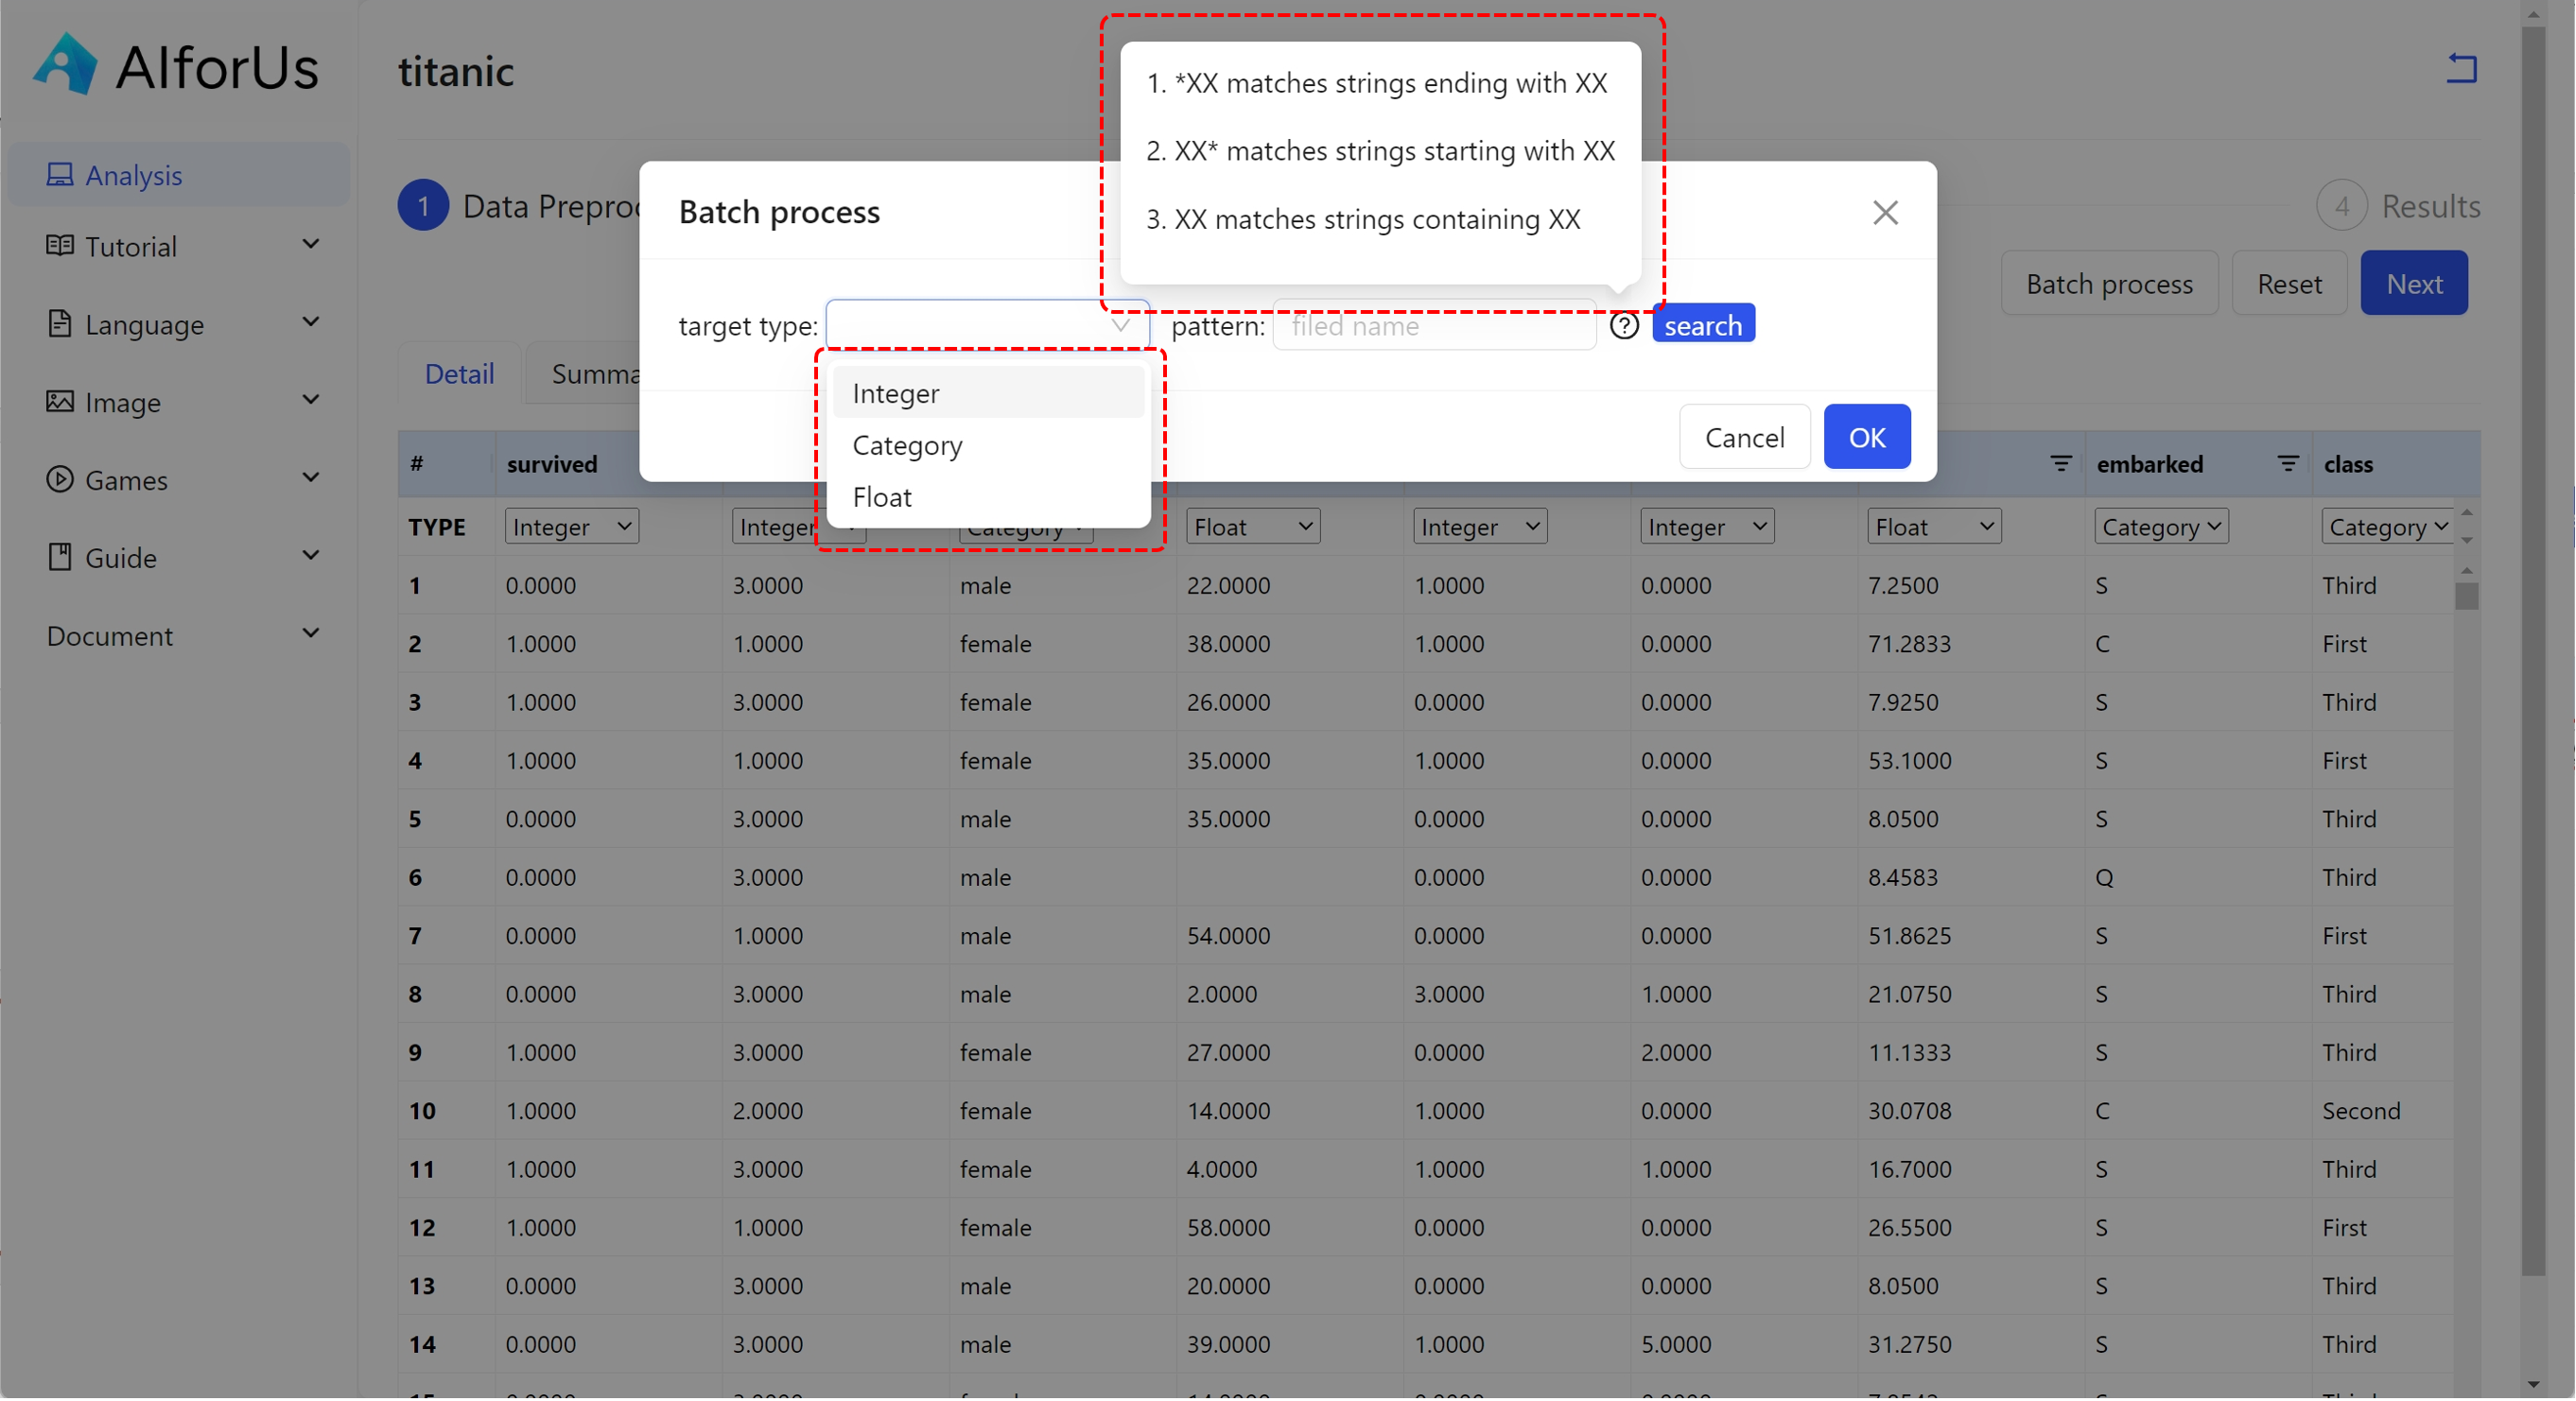 AIforUs
titanic
1. *XX matches strings ending with XX
2. XX* matches strings starting with XX
3. XX matches strings containing XX
Analysis
Tutorial
Language
Image
Games
Guide
Document
1 Data Preproc
4 Results
Batch process
Batch process Reset Next
target type: pattern: filed name search
Integer
Category
Float
Cancel OK
Detail Summa
# survived embarked class
TYPE Integer Integer Category Float Integer Integer Float Category Category
1 0.0000 3.0000 male 22.0000 1.0000 0.0000 7.2500 S Third
2 1.0000 1.0000 female 38.0000 1.0000 0.0000 71.2833 C First
3 1.0000 3.0000 female 26.0000 0.0000 0.0000 7.9250 S Third
4 1.0000 1.0000 female 35.0000 1.0000 0.0000 53.1000 S First
5 0.0000 3.0000 male 35.0000 0.0000 0.0000 8.0500 S Third
6 0.0000 3.0000 male 0.0000 0.0000 8.4583 Q Third
7 0.0000 1.0000 male 54.0000 0.0000 0.0000 51.8625 S First
8 0.0000 3.0000 male 2.0000 3.0000 1.0000 21.0750 S Third
9 1.0000 3.0000 female 27.0000 0.0000 2.0000 11.1333 S Third
10 1.0000 2.0000 female 14.0000 1.0000 0.0000 30.0708 C Second
11 1.0000 3.0000 female 4.0000 1.0000 1.0000 16.7000 S Third
12 1.0000 1.0000 female 58.0000 0.0000 0.0000 26.5500 S First
13 0.0000 3.0000 male 20.0000 0.0000 0.0000 8.0500 S Third
14 0.0000 3.0000 male 39.0000 1.0000 5.0000 31.2750 S Third